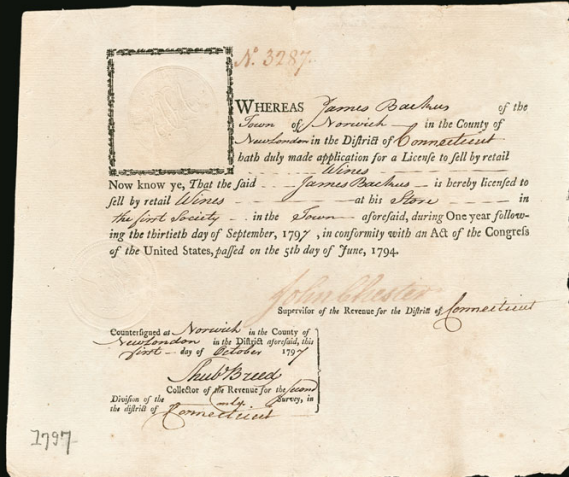 No. 3287.
WHEREAS James Backus of the
Town of Norwich in the County of
New London in the District of Connecticut
hath duly made application for a License to sell by retail
Wines
Now know ye, That the said James Backus is hereby licensed to
sell by retail Wines at his Store in
the first Society in the Town aforesaid, during One year follow-
ing the thirtieth day of September, 1797, in conformity with an Act of the Congress
of the United States, passed on the 5th day of June, 1794.
John Chester
Supervisor of the Revenue for the District of Connecticut
Countersigned at Norwich in the County of
New London in the District aforesaid, this
first day of October 1797
Shub Breed
Collector of the Revenue for the second
Division of the only Survey, in
the district of Connecticut
1797